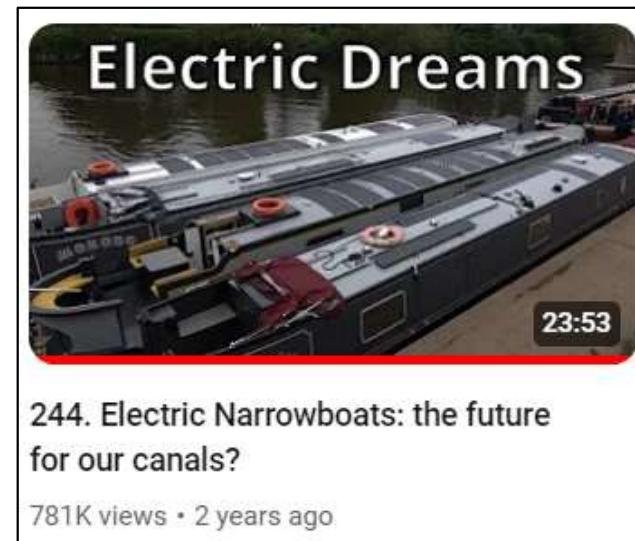 Electric Dreams
23:53
244. Electric Narrowboats: the future
for our canals?
781K views • 2 years ago